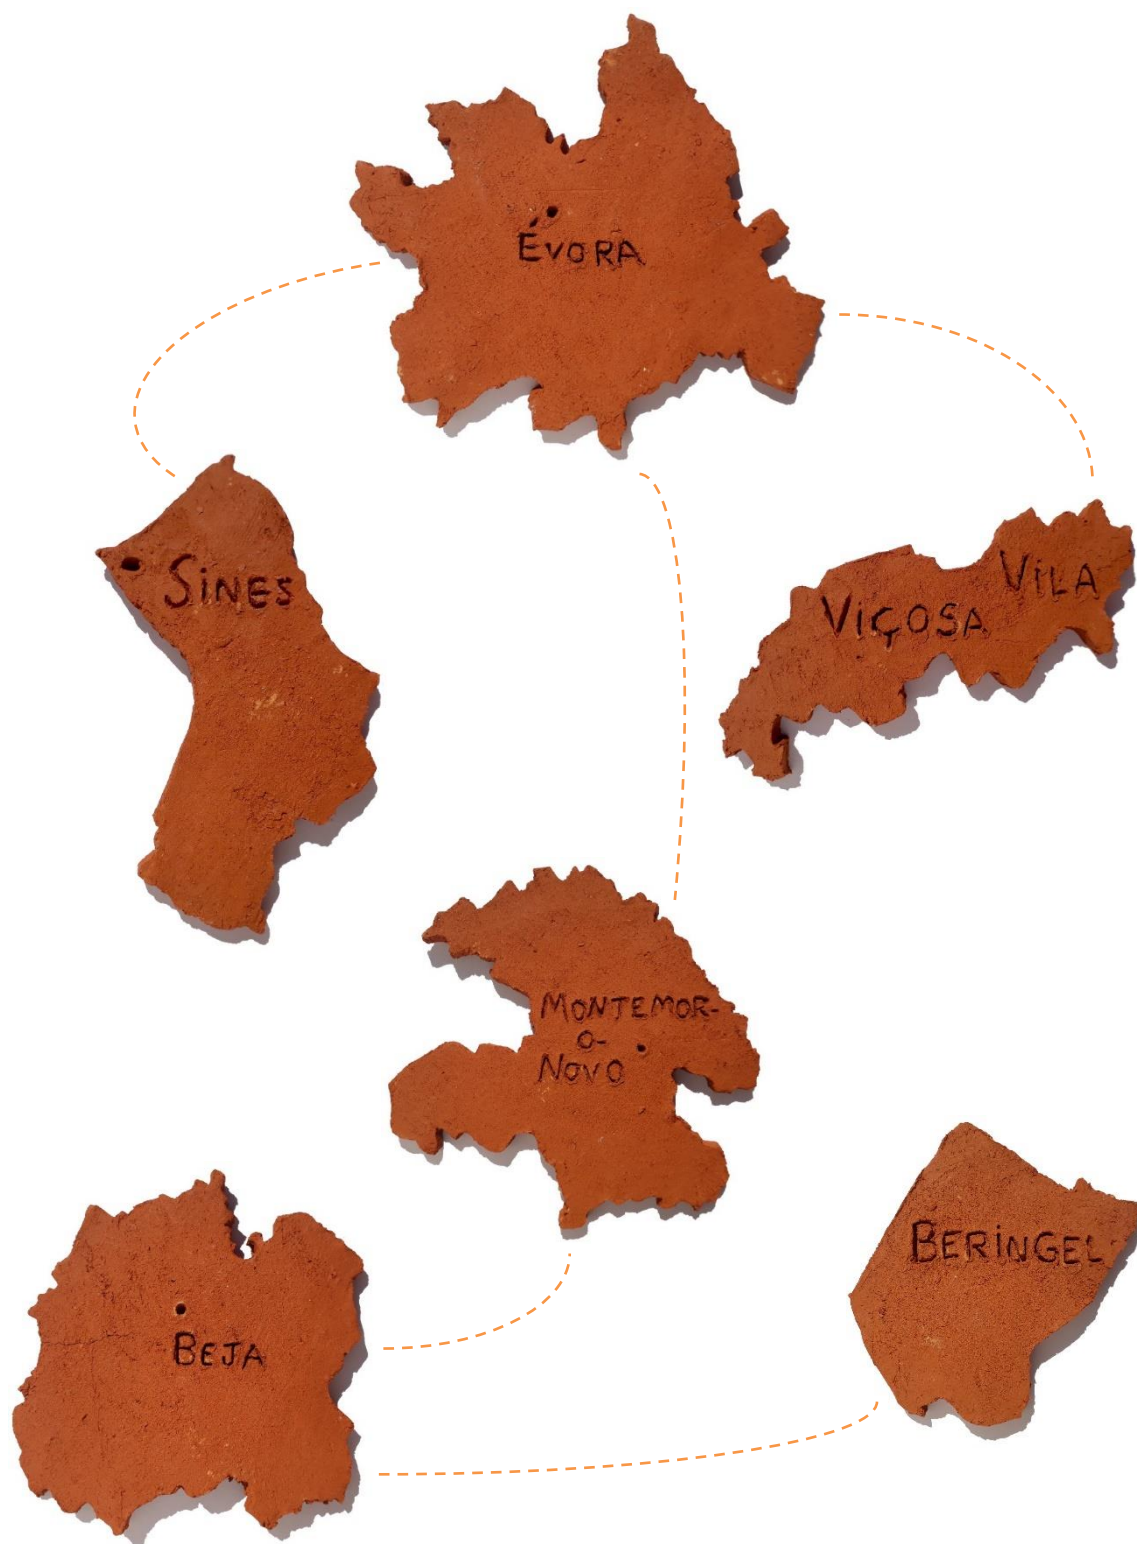 ÉVORA
SiNES
VILA
ViÇOSA
MONTEMOR-
O-
NOVO
BERiNGEL
BEJA